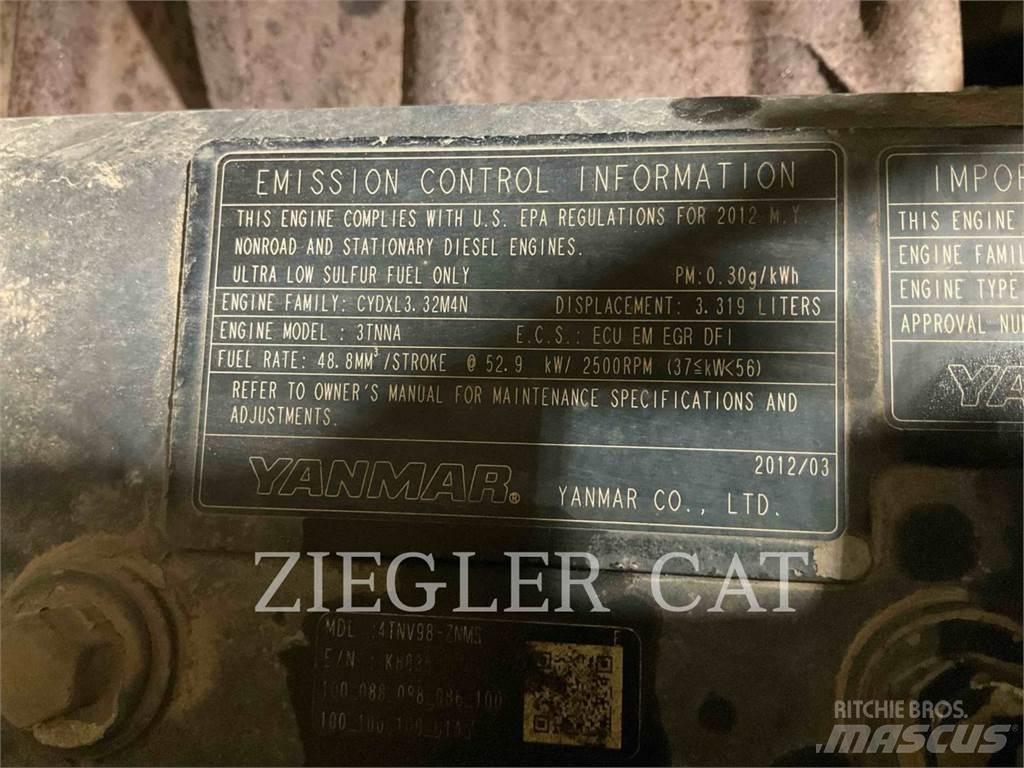 EMISSION CONTROL INFORMATION
THIS ENGINE COMPLIES WITH U.S. EPA REGULATIONS FOR 2012 M.Y
NONROAD AND STATIONARY DIESEL ENGINES.
ULTRA LOW SULFUR FUEL ONLY PM:0.30g/kWh
ENGINE FAMILY: CYDXL3.32M4N DISPLACEMENT: 3.319 LITERS
ENGINE MODEL: 3TNNA E.C.S.: ECU EM EGR DFI
FUEL RATE: 48.8MM³/STROKE @ 52.9 kW/ 2500RPM (37≦kW<56)
REFER TO OWNER'S MANUAL FOR MAINTENANCE SPECIFICATIONS AND
ADJUSTMENTS.
2012/03
YANMAR® YANMAR CO., LTD.
IMPOR
THIS ENGINE
ENGINE FAMIL
ENGINE TYPE
APPROVAL NU
YA
ZIEGLER CAT
MDL :4TNV98-ZNMS F
E/N :
100_088_098_086_100
RITCHIE BROS.
MASCUS